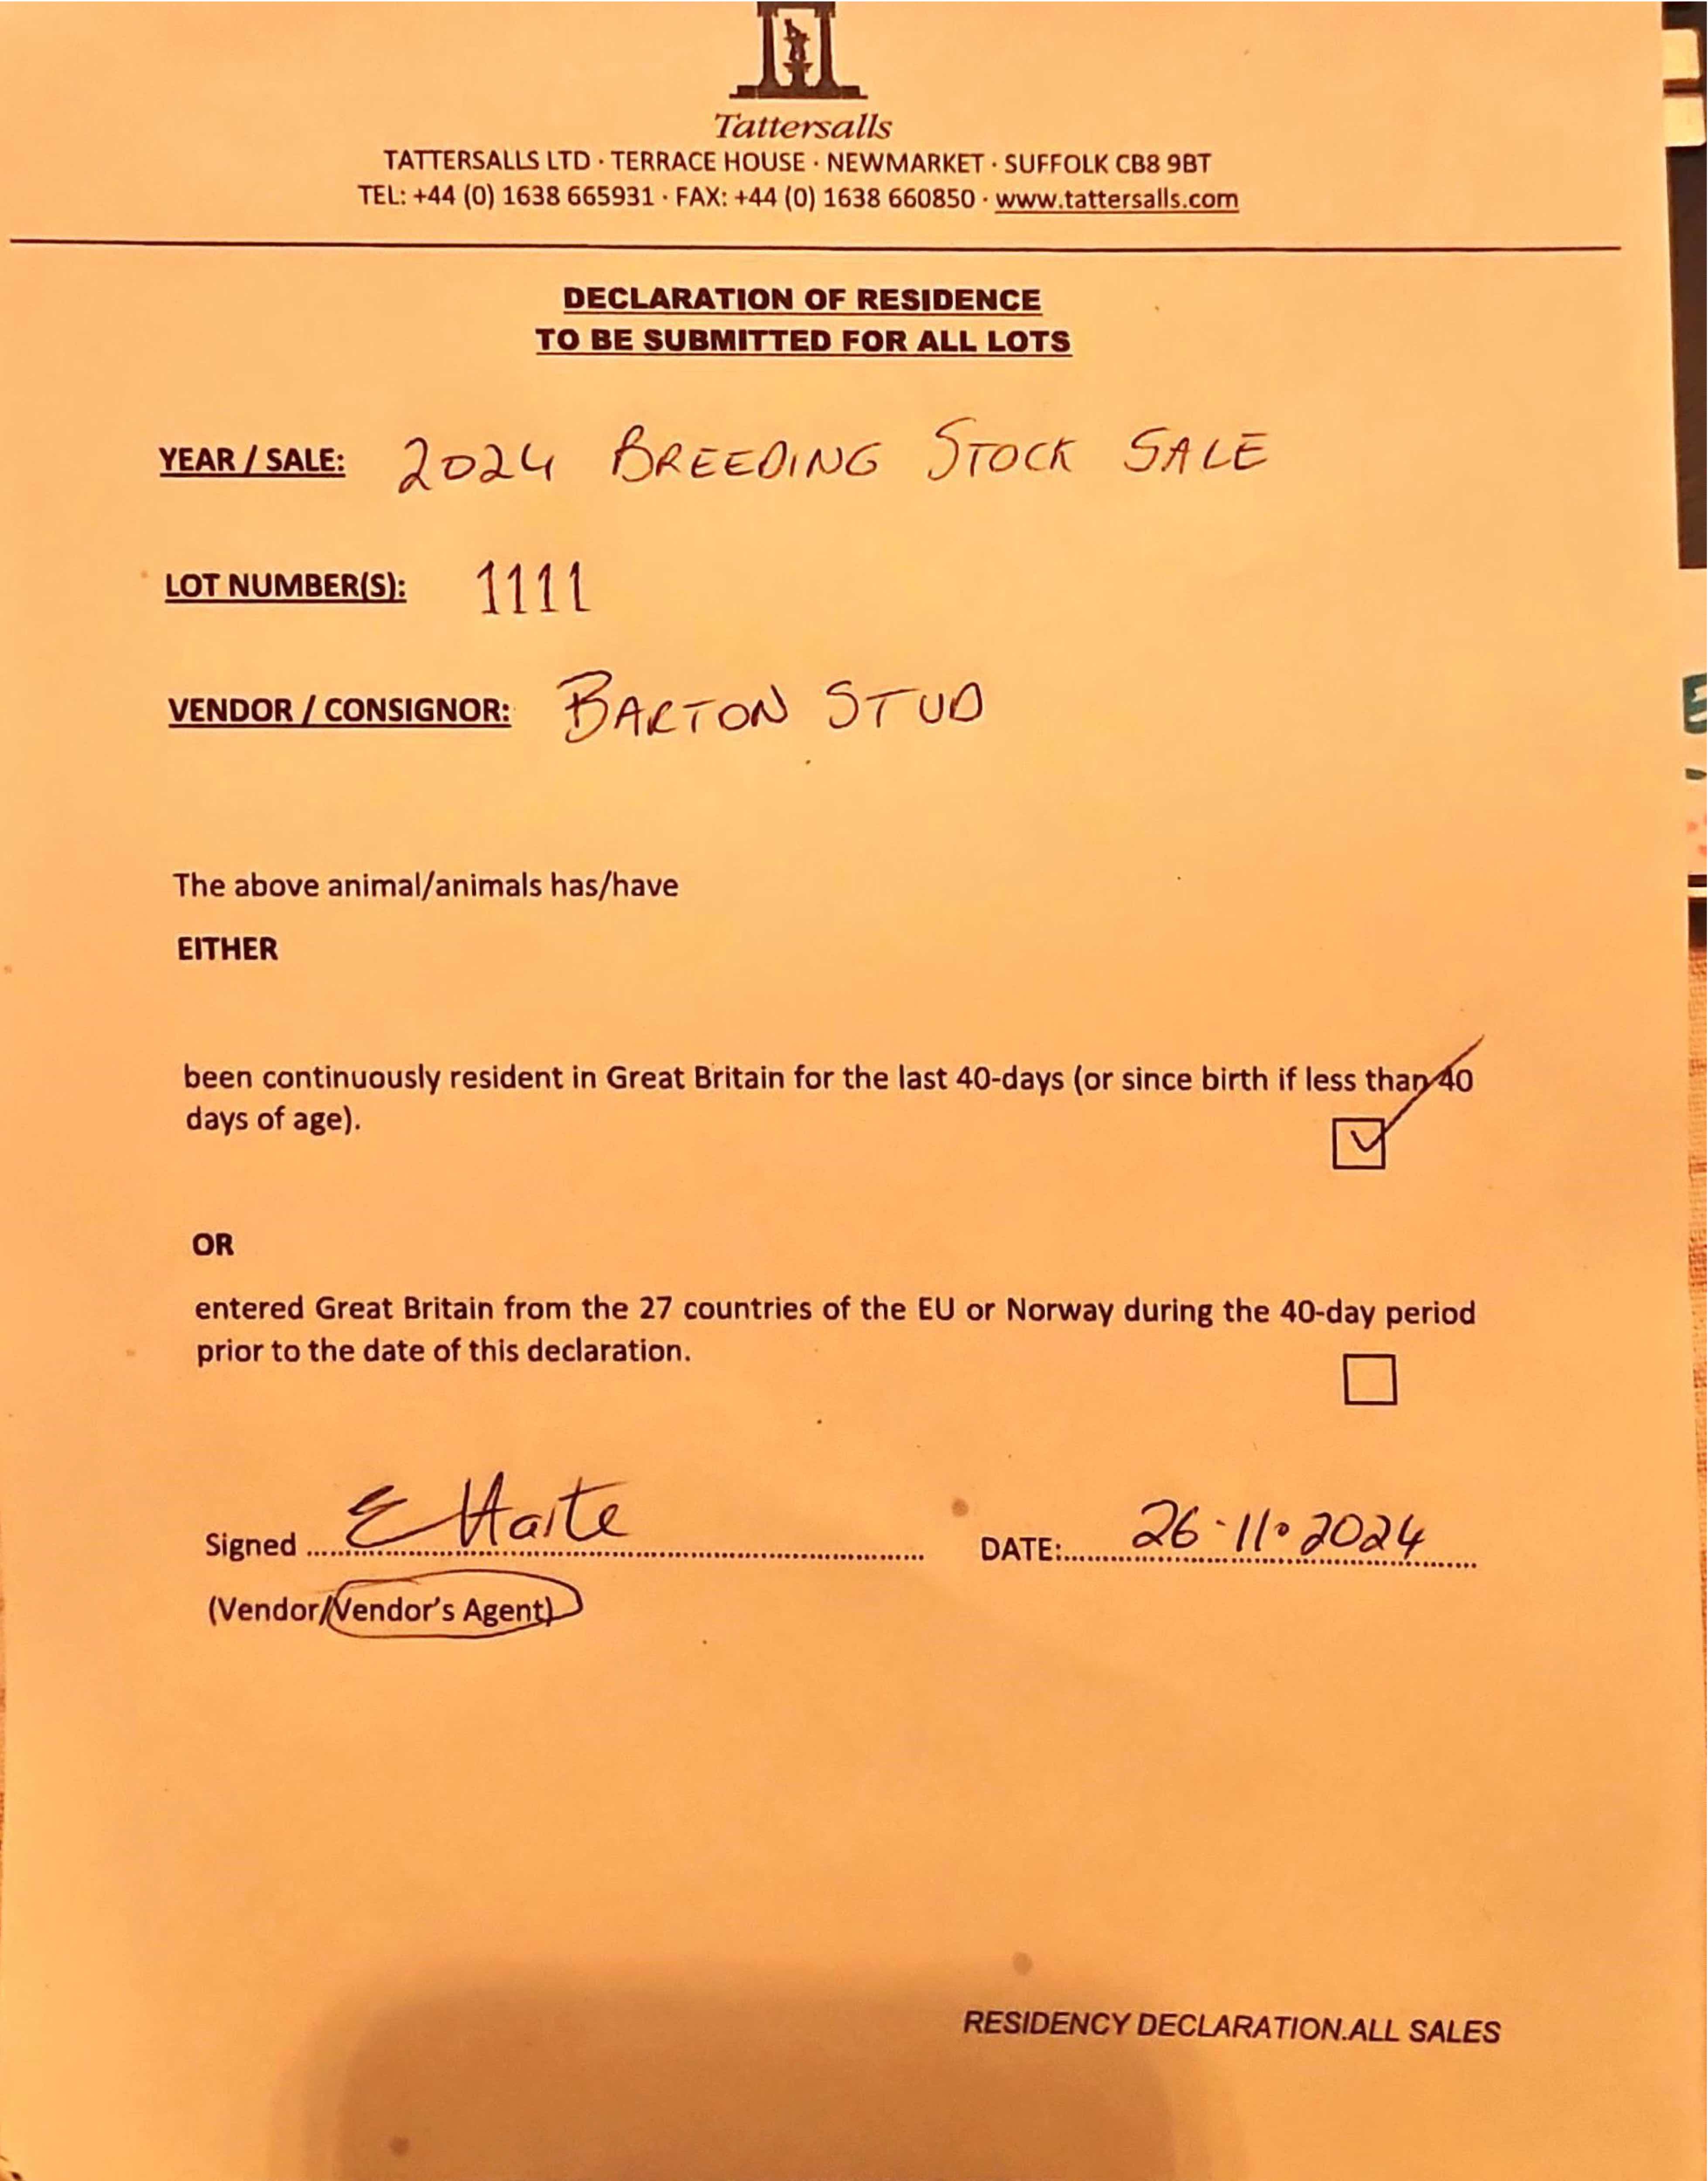 Tattersalls
TATTERSALLS LTD · TERRACE HOUSE · NEWMARKET · SUFFOLK CB8 9BT
TEL: +44 (0) 1638 665931 · FAX: +44 (0) 1638 660850 · www.tattersalls.com
DECLARATION OF RESIDENCE
TO BE SUBMITTED FOR ALL LOTS
YEAR / SALE: 2024 BREEDING STOCK SALE
LOT NUMBER(S): 1111
VENDOR / CONSIGNOR: BARTON STUD
The above animal/animals has/have
EITHER
been continuously resident in Great Britain for the last 40-days (or since birth if less than 40
days of age).
OR
entered Great Britain from the 27 countries of the EU or Norway during the 40-day period
prior to the date of this declaration.
Signed E DATE: 26·11·2024
(Vendor/Vendor's Agent)
RESIDENCY DECLARATION.ALL SALES